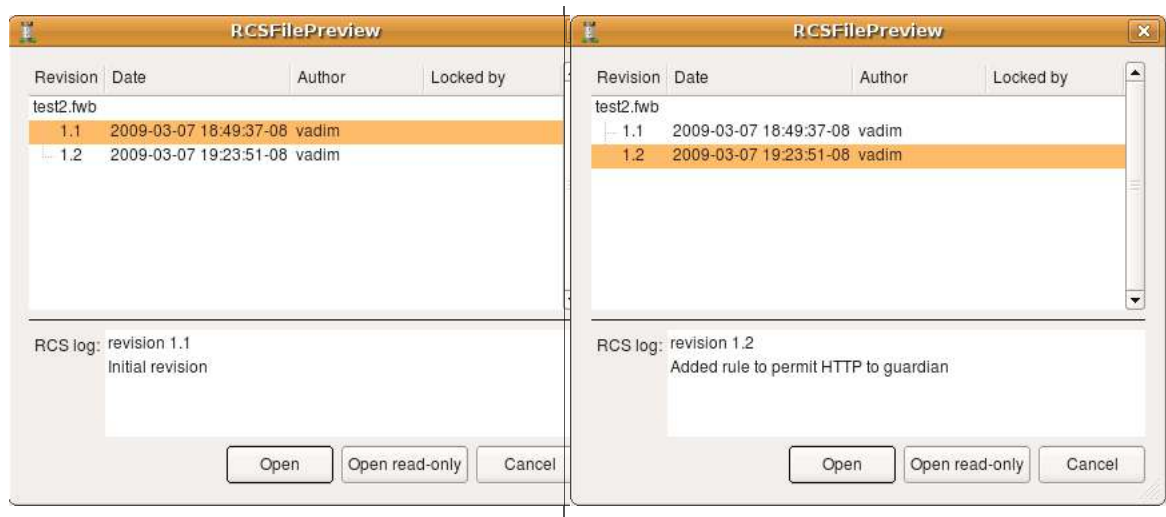 RCSFilePreview
Revision Date Author Locked by
test2.fwb
1.1 2009-03-07 18:49:37-08 vadim
1.2 2009-03-07 19:23:51-08 vadim
RCS log: revision 1.1
Initial revision
Open Open read-only Cancel
RCSFilePreview
Revision Date Author Locked by
test2.fwb
1.1 2009-03-07 18:49:37-08 vadim
1.2 2009-03-07 19:23:51-08 vadim
RCS log: revision 1.2
Added rule to permit HTTP to guardian
Open Open read-only Cancel